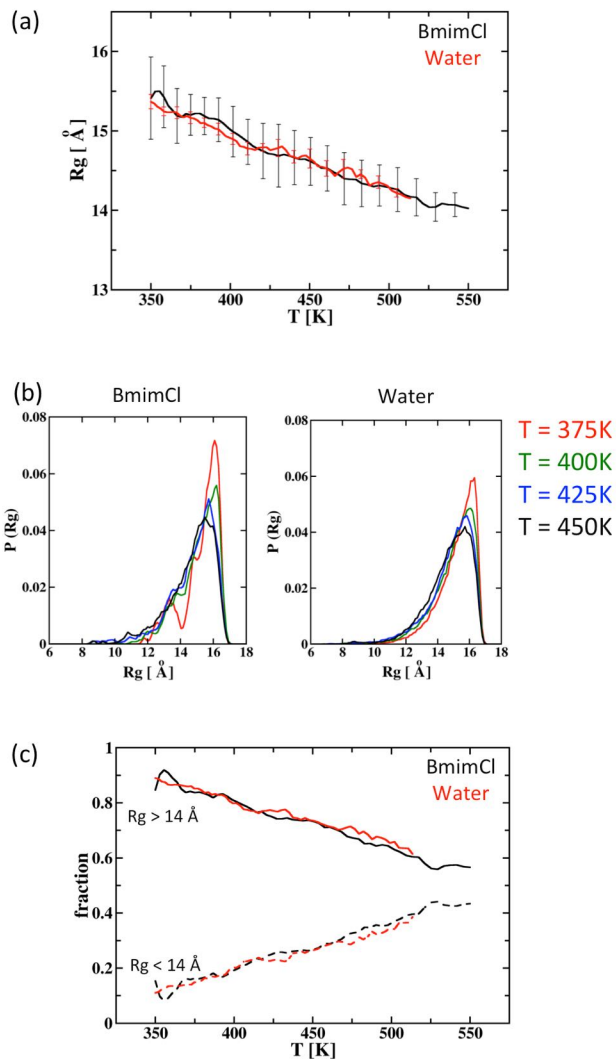 (a)
BmimCl
Water
16
15
14
13
Rg[ Å ]
350 400 450 500 550
T [K]
(b)
BmimCl
Water
T = 375K
T = 400K
T = 425K
T = 450K
0.08
0.06
0.04
0.02
0
P (Rg)
6 8 10 12 14 16 18
Rg [ Å ]
0.08
0.06
0.04
0.02
0
P (Rg)
6 8 10 12 14 16 18
Rg [ Å ]
(c)
BmimCl
Water
1
0.8
0.6
0.4
0.2
0
fraction
Rg > 14 Å
Rg < 14 Å
350 400 450 500 550
T [K]